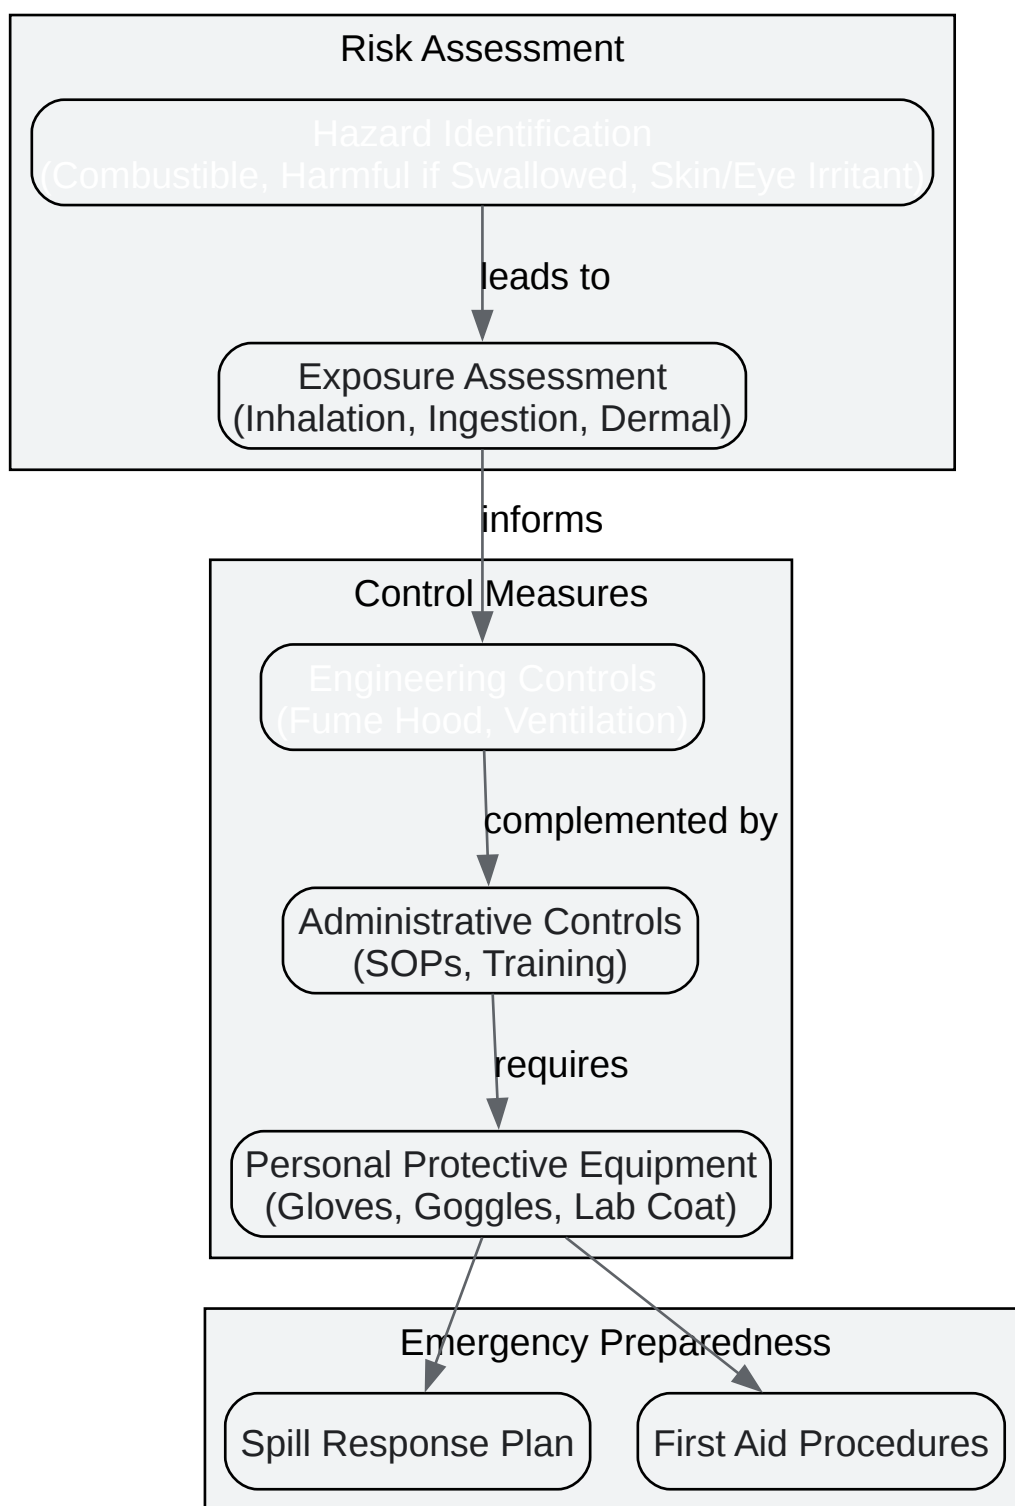 Risk Assessment
Hazard Identification
(Combustible, Harmful if Swallowed, Skin/Eye Irritant)
leads to
Exposure Assessment
(Inhalation, Ingestion, Dermal)
informs
Control Measures
Engineering Controls
(Fume Hood, Ventilation)
complemented by
Administrative Controls
(SOPs, Training)
requires
Personal Protective Equipment
(Gloves, Goggles, Lab Coat)
Emergency Preparedness
Spill Response Plan
First Aid Procedures